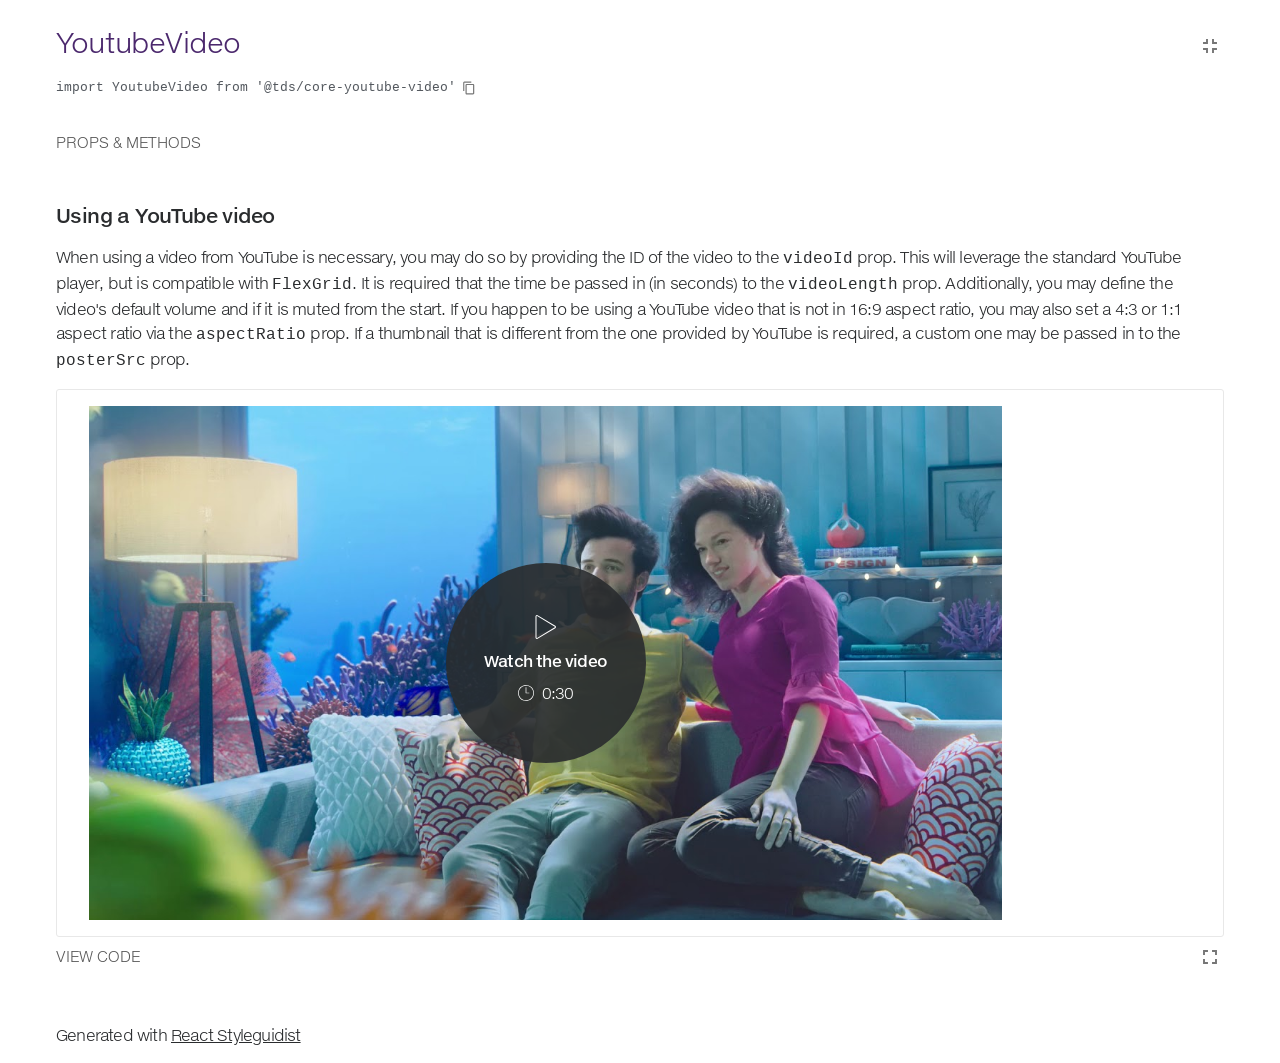 YoutubeVideo
import YoutubeVideo from '@tds/core-youtube-video'
PROPS & METHODS
Using a YouTube video
When using a video from YouTube is necessary, you may do so by providing the ID of the video to the videoId prop. This will leverage the standard YouTube
player, but is compatible with FlexGrid. It is required that the time be passed in (in seconds) to the videoLength prop. Additionally, you may define the
video's default volume and if it is muted from the start. If you happen to be using a YouTube video that is not in 16:9 aspect ratio, you may also set a 4:3 or 1:1
aspect ratio via the aspectRatio prop. If a thumbnail that is different from the one provided by YouTube is required, a custom one may be passed in to the
posterSrc prop.
DESIGN
Watch the video
0:30
VIEW CODE
Generated with React Styleguidist